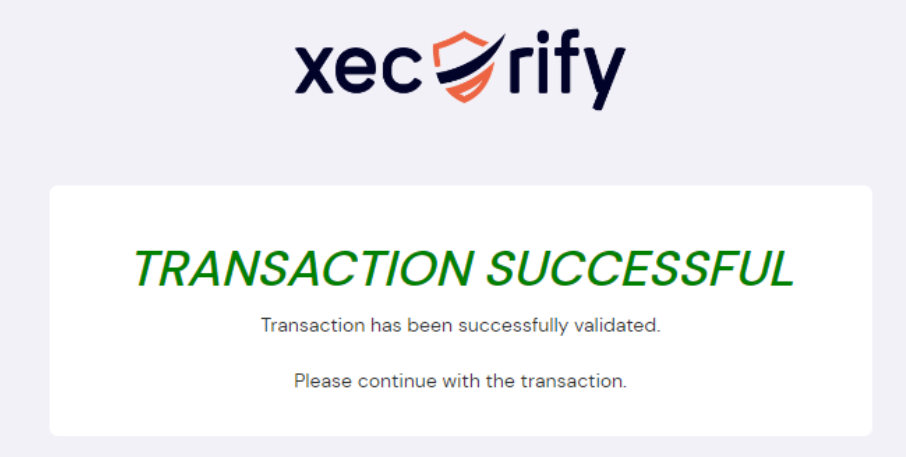 xecurify
TRANSACTION SUCCESSFUL
Transaction has been successfully validated.
Please continue with the transaction.